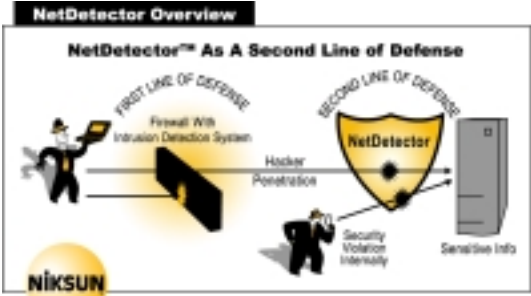 NetDetector Overview
NetDetector™ As A Second Line of Defense
FIRST LINE OF DEFENSE
Firewall With
Intrusion Detection System
Hacker
Penetration
SECOND LINE OF DEFENSE
NetDetector
Security
Violation
Internally
Sensitive Info
NIKSUN